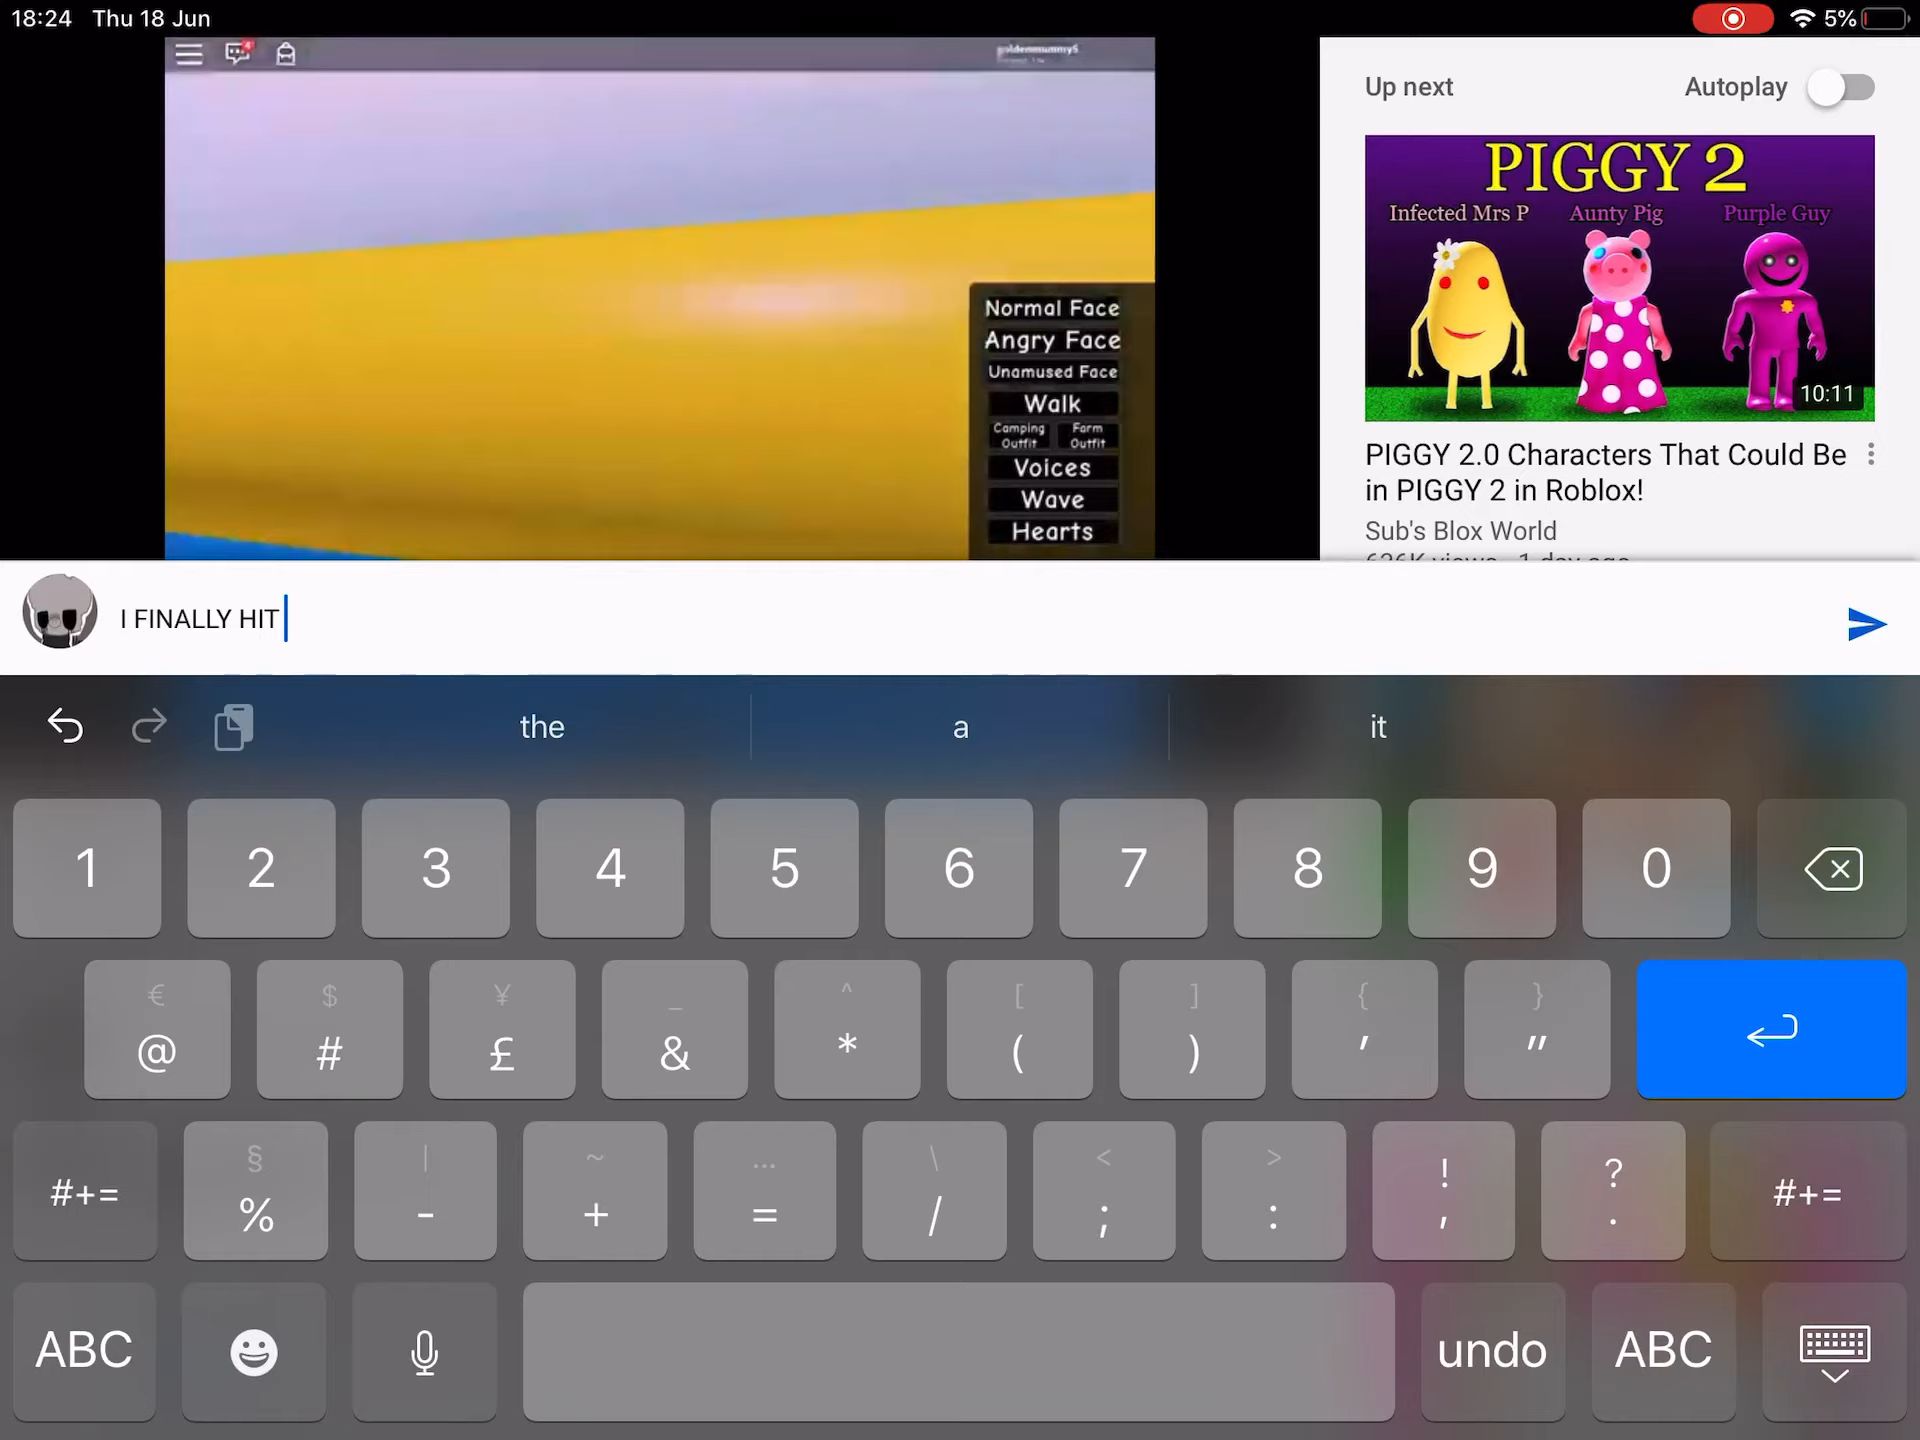 18:24 Thu 18 Jun
5%
goldenmummy5
Normal Face
Angry Face
Unamused Face
Walk
Camping Outfit
Farm Outfit
Voices
Wave
Hearts
Up next
Autoplay
PIGGY 2
Infected Mrs P
Aunty Pig
Purple Guy
10:11
PIGGY 2.0 Characters That Could Be
in PIGGY 2 in Roblox!
Sub's Blox World
I FINALLY HIT
the
a
it
1 2 3 4 5 6 7 8 9 0
€ $ ¥ _ ^ [ ] { }
@ # £ & * ( ) ' "
§ | ~ … \ < > ! ?
#+= % - + = / ; : , . #+=
ABC
undo
ABC